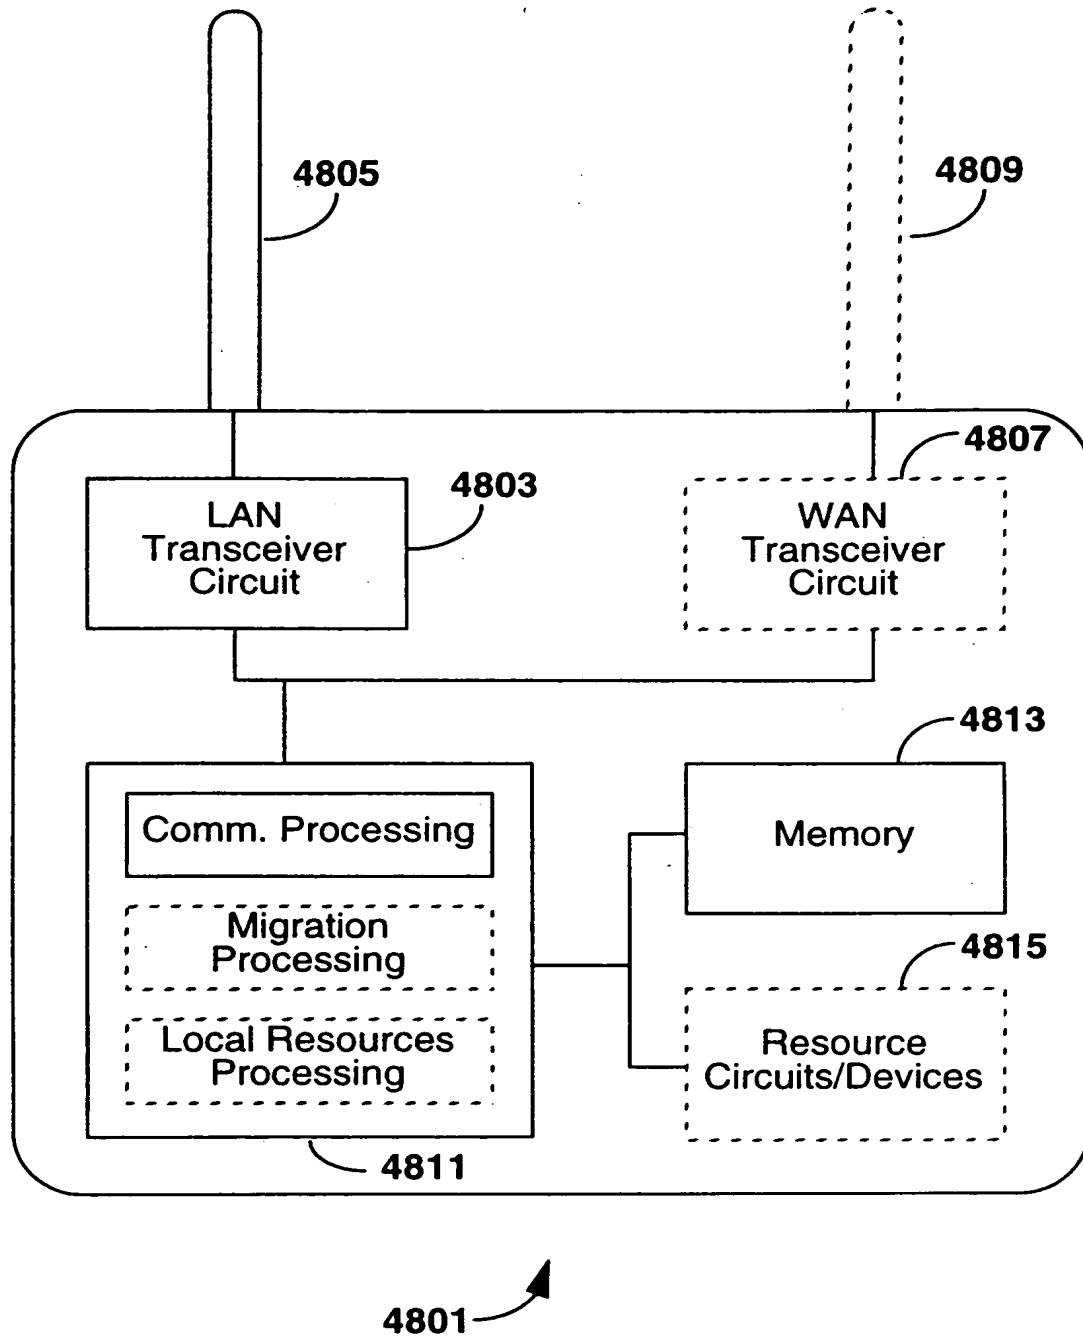 4805
4809
4807
4803
LAN
Transceiver
Circuit
WAN
Transceiver
Circuit
4813
Comm. Processing
Memory
Migration
Processing
4815
Local Resources
Processing
Resource
Circuits/Devices
4811
4801